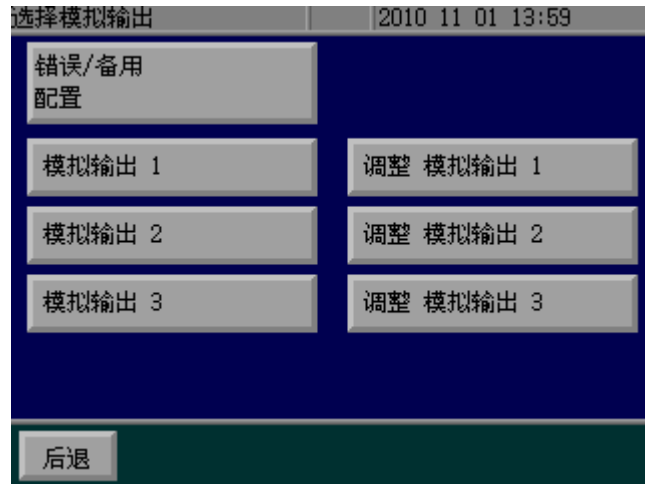 选择模拟输出 2010 11 01 13:59
错误/备用
配置
模拟输出 1 调整 模拟输出 1
模拟输出 2 调整 模拟输出 2
模拟输出 3 调整 模拟输出 3
后退